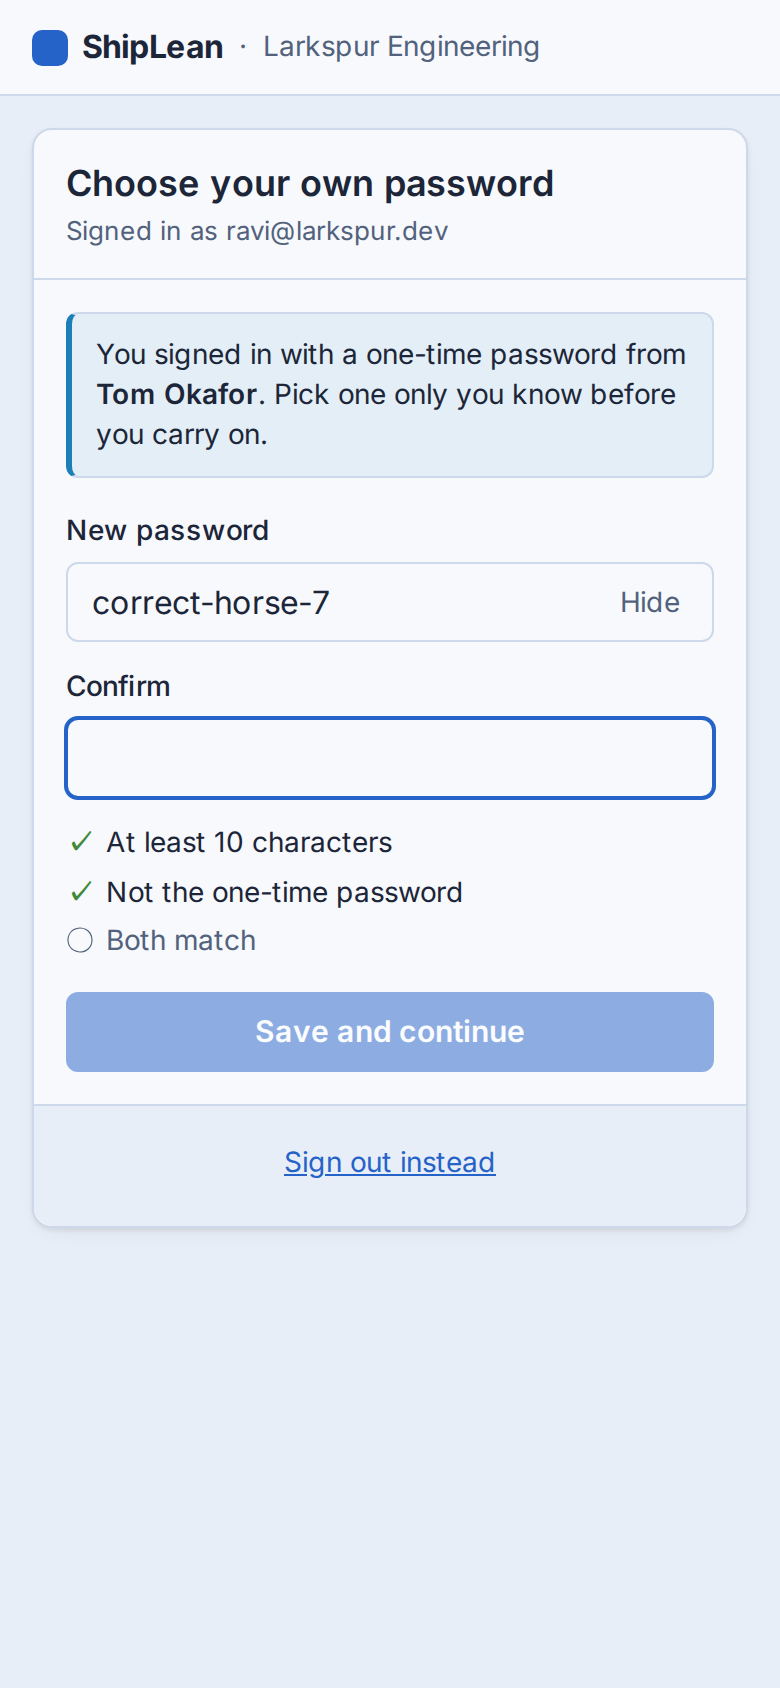 ShipLean · Larkspur Engineering
Choose your own password
Signed in as ravi@larkspur.dev
You signed in with a one-time password from
Tom Okafor. Pick one only you know before
you carry on.
New password
correct-horse-7 Hide
Confirm
✓ At least 10 characters
✓ Not the one-time password
Both match
Save and continue
Sign out instead